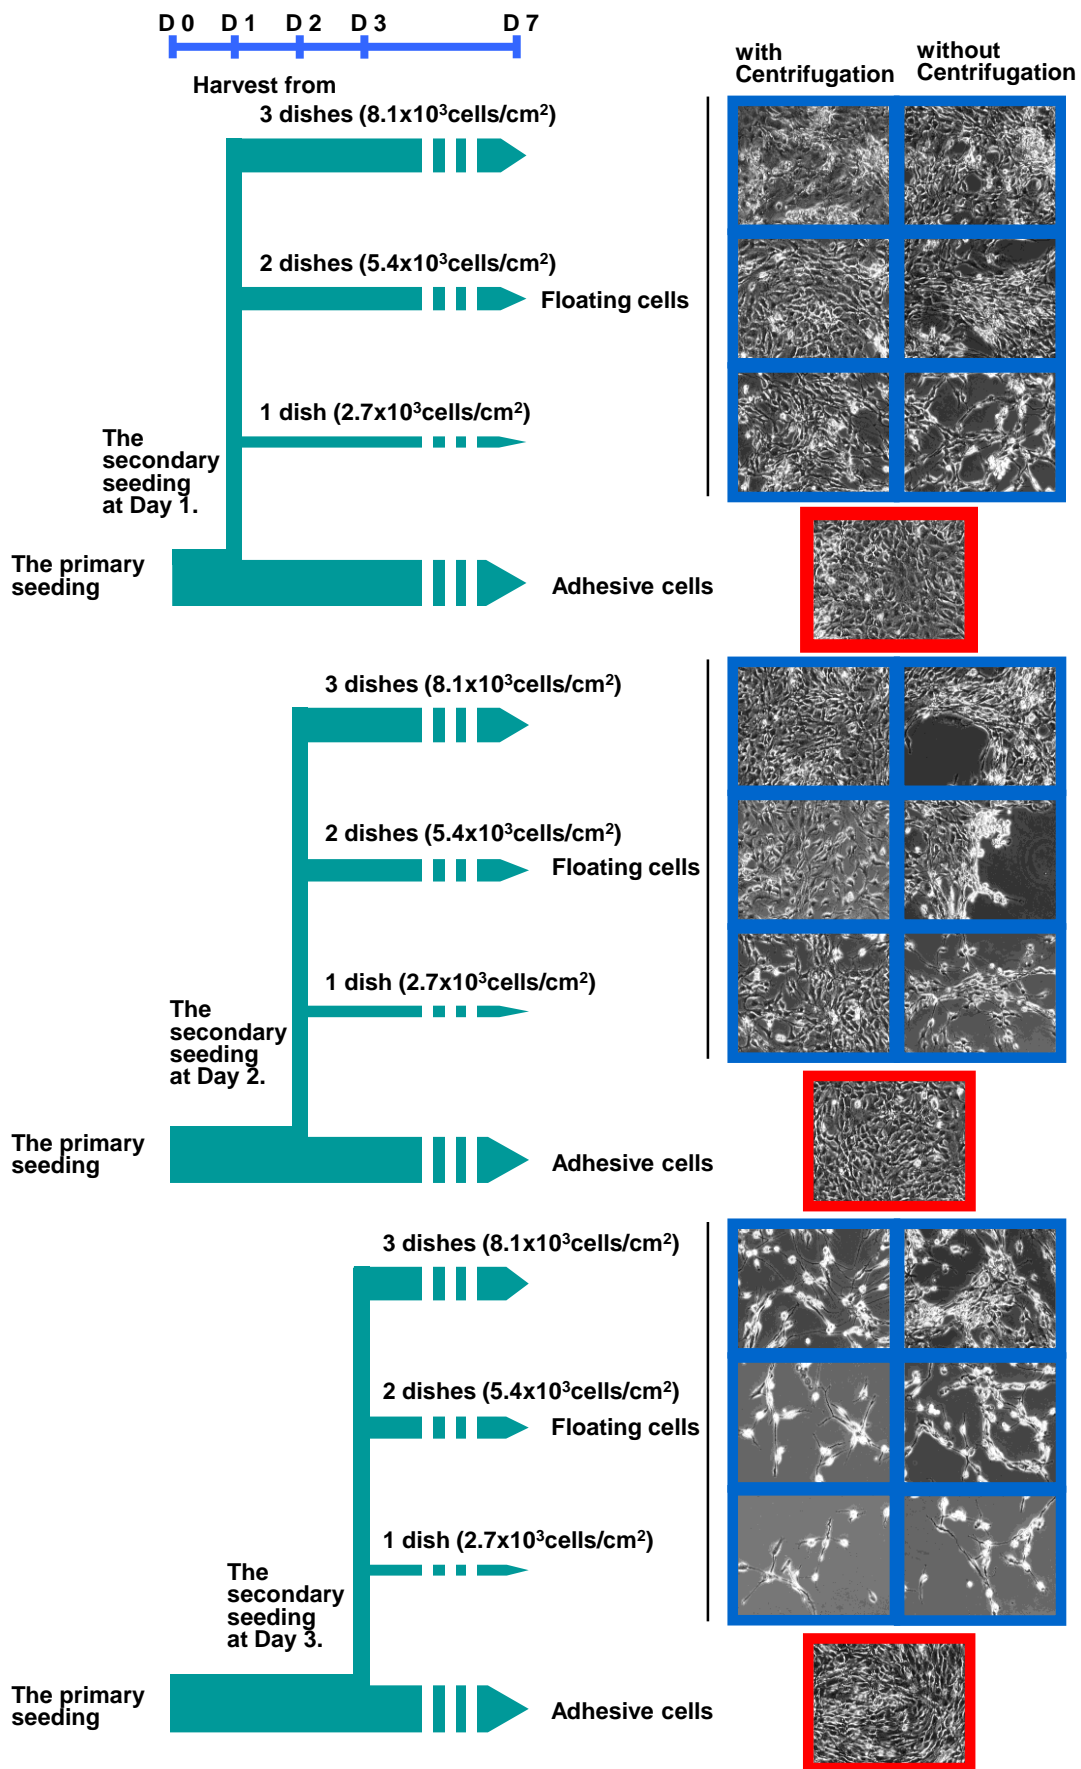 D 0 D 1 D 2 D 3 D 7
with
Centrifugation
without
Centrifugation
Harvest from
3 dishes (8.1x10³cells/cm²)
2 dishes (5.4x10³cells/cm²)
Floating cells
1 dish (2.7x10³cells/cm²)
The
secondary
seeding
at Day 1.
The primary
seeding
Adhesive cells
3 dishes (8.1x10³cells/cm²)
2 dishes (5.4x10³cells/cm²)
Floating cells
1 dish (2.7x10³cells/cm²)
The
secondary
seeding
at Day 2.
The primary
seeding
Adhesive cells
3 dishes (8.1x10³cells/cm²)
2 dishes (5.4x10³cells/cm²)
Floating cells
1 dish (2.7x10³cells/cm²)
The
secondary
seeding
at Day 3.
The primary
seeding
Adhesive cells